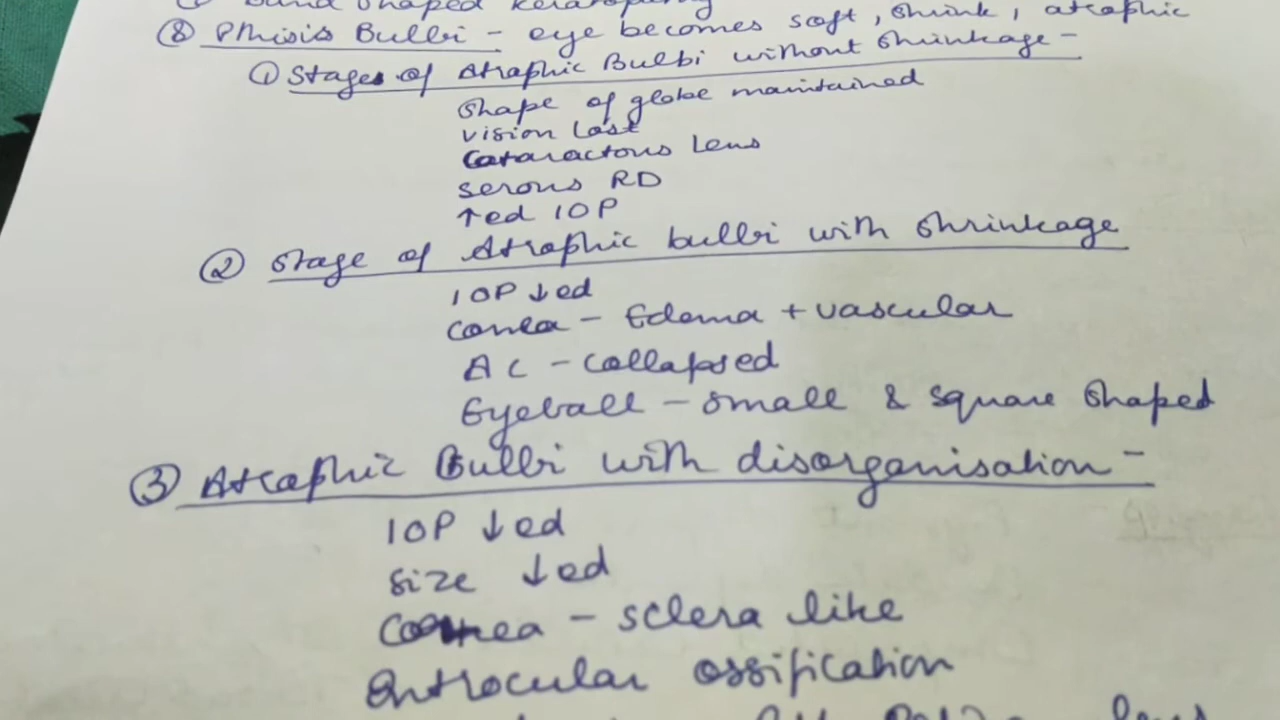 Band shaped keratopathy
⑧ Phisis Bulbi - eye becomes soft, shrink, atrophic
① Stages of Atrophic Bulbi without Shrinkage -
Shape of globe maintained
vision lost
Cataractous Lens
serous RD
↑ed IOP
② Stage of Atrophic bulbi with Shrinkage
IOP ↓ed
Cornea - Edema + vascular
AC - Collapsed
Eyeball - small & square shaped
③ Atrophic Bulbi with disorganisation -
IOP ↓ed
Size ↓ed
Cornea - sclera like
Intraocular ossification